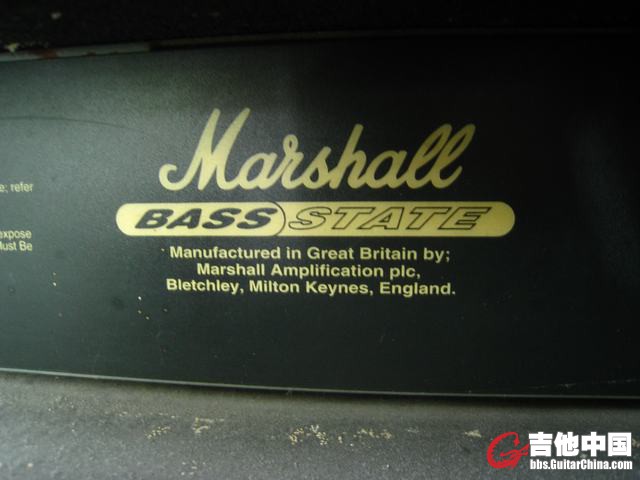 Marshall
BASS STATE
Manufactured in Great Britain by;
Marshall Amplification plc,
Bletchley, Milton Keynes, England.
e; refer
expose
Must Be
吉他中国
bbs.GuitarChina.com